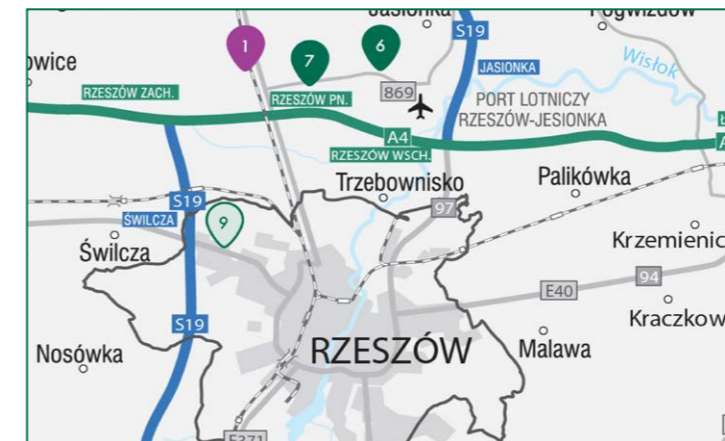 Jasionka
Pogwizdów
S19
1
7
6
owice
JASIONKA
Wisłok
RZESZÓW ZACH.
RZESZÓW PN.
869
PORT LOTNICZY
RZESZÓW-JESIONKA
A4
RZESZÓW WSCH.
Trzebownisko
Palikówka
S19
97
ŚWILCZA
9
Świlcza
Krzemienic
94
E40
Kraczkow
S19
RZESZÓW
Malawa
Nosówka
E371